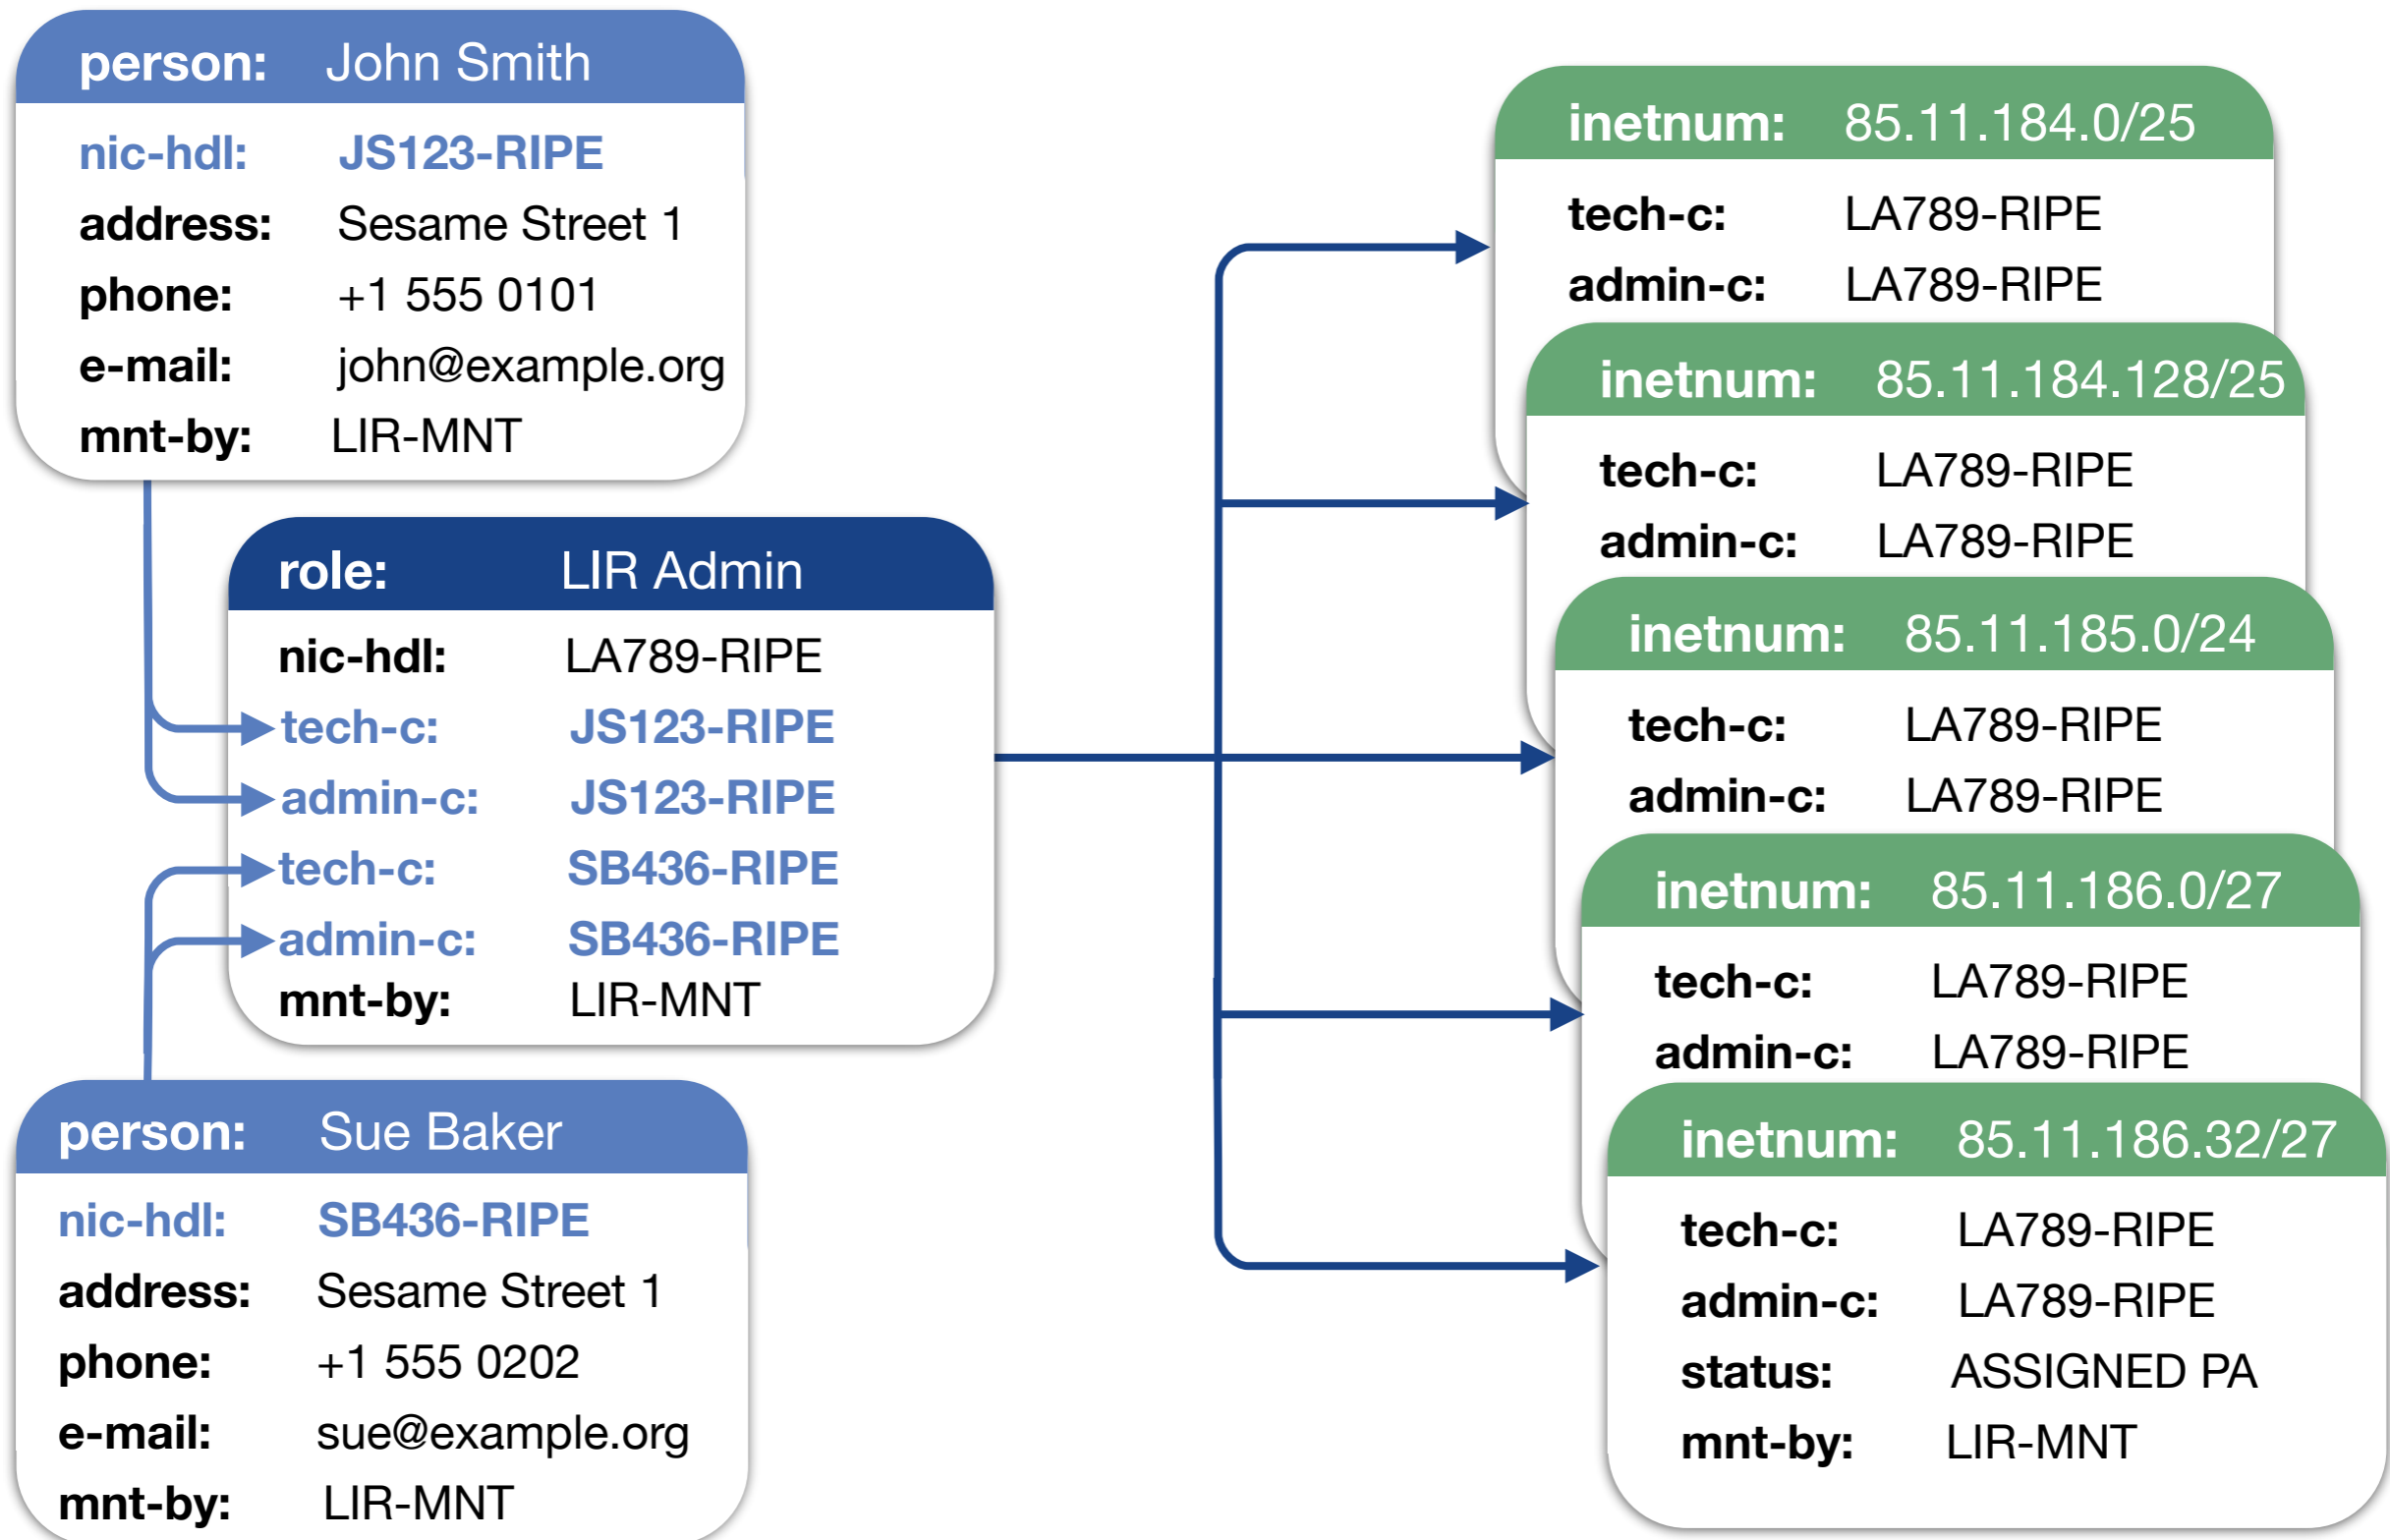 person: John Smith
nic-hdl: JS123-RIPE
address: Sesame Street 1
phone: +1 555 0101
e-mail: john@example.org
mnt-by: LIR-MNT
role: LIR Admin
nic-hdl: LA789-RIPE
tech-c: JS123-RIPE
admin-c: JS123-RIPE
tech-c: SB436-RIPE
admin-c: SB436-RIPE
mnt-by: LIR-MNT
person: Sue Baker
nic-hdl: SB436-RIPE
address: Sesame Street 1
phone: +1 555 0202
e-mail: sue@example.org
mnt-by: LIR-MNT
inetnum: 85.11.184.0/25
tech-c: LA789-RIPE
admin-c: LA789-RIPE
inetnum: 85.11.184.128/25
tech-c: LA789-RIPE
admin-c: LA789-RIPE
inetnum: 85.11.185.0/24
tech-c: LA789-RIPE
admin-c: LA789-RIPE
inetnum: 85.11.186.0/27
tech-c: LA789-RIPE
admin-c: LA789-RIPE
inetnum: 85.11.186.32/27
tech-c: LA789-RIPE
admin-c: LA789-RIPE
status: ASSIGNED PA
mnt-by: LIR-MNT